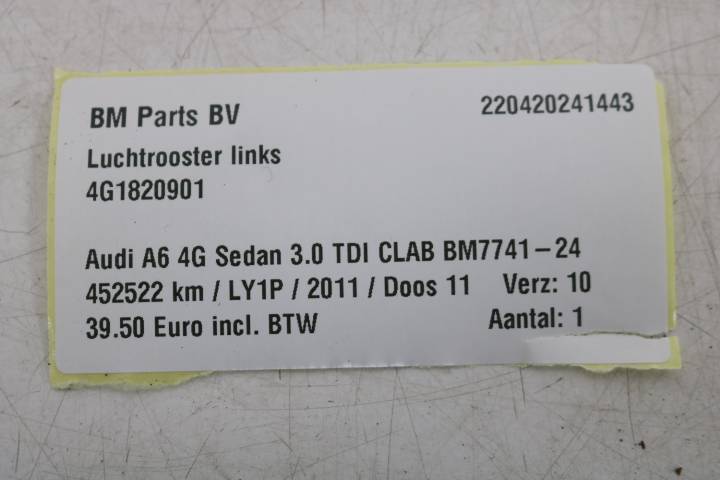 BM Parts BV 220420241443
Luchtrooster links
4G1820901
Audi A6 4G Sedan 3.0 TDI CLAB BM7741-24
452522 km / LY1P / 2011 / Doos 11 Verz: 10
39.50 Euro incl. BTW Aantal: 1